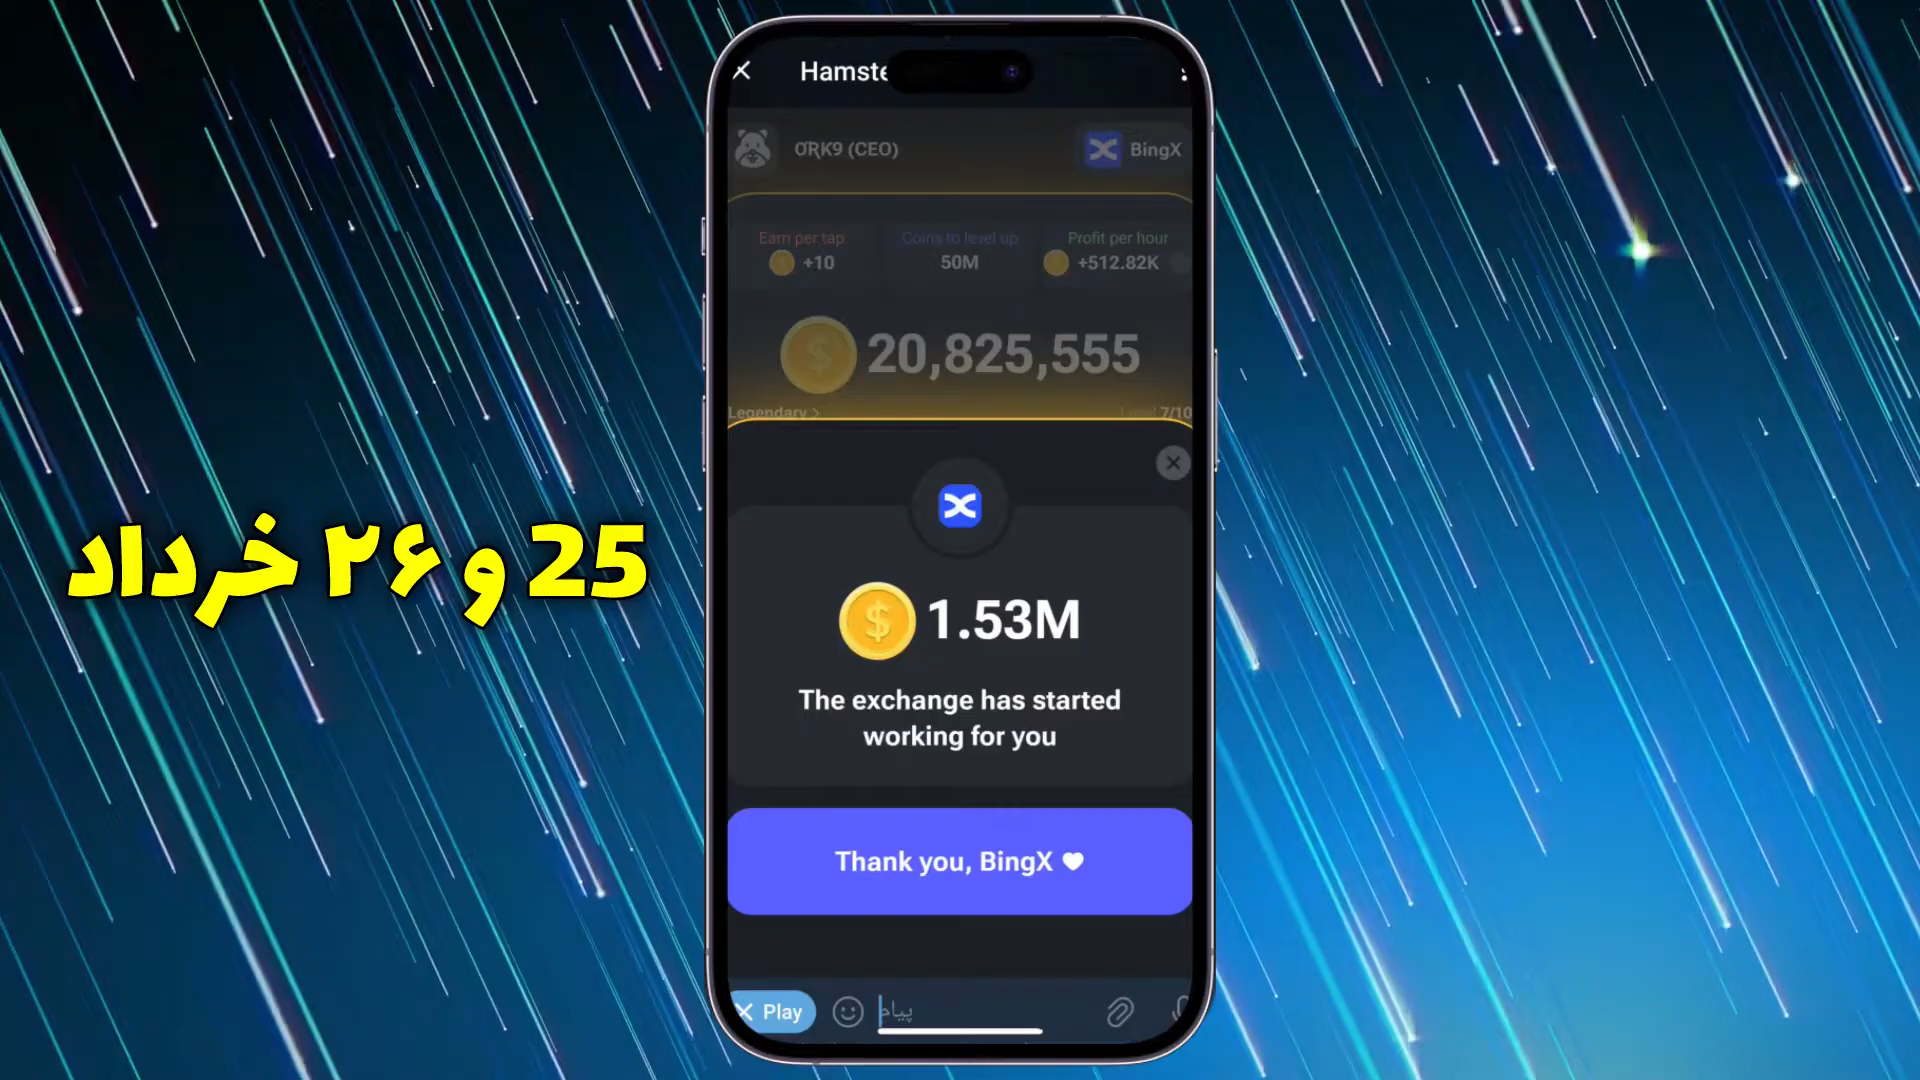 Hamste
ƠŖK9 (CEO)
BingX
Earn per tap
Coins to level up
Profit per hour
+10
50M
+512.82K
20,825,555
Legendary >
Level 7/10
25 و ۲۶ خرداد
1.53M
The exchange has started
working for you
Thank you, BingX
Play
پیام